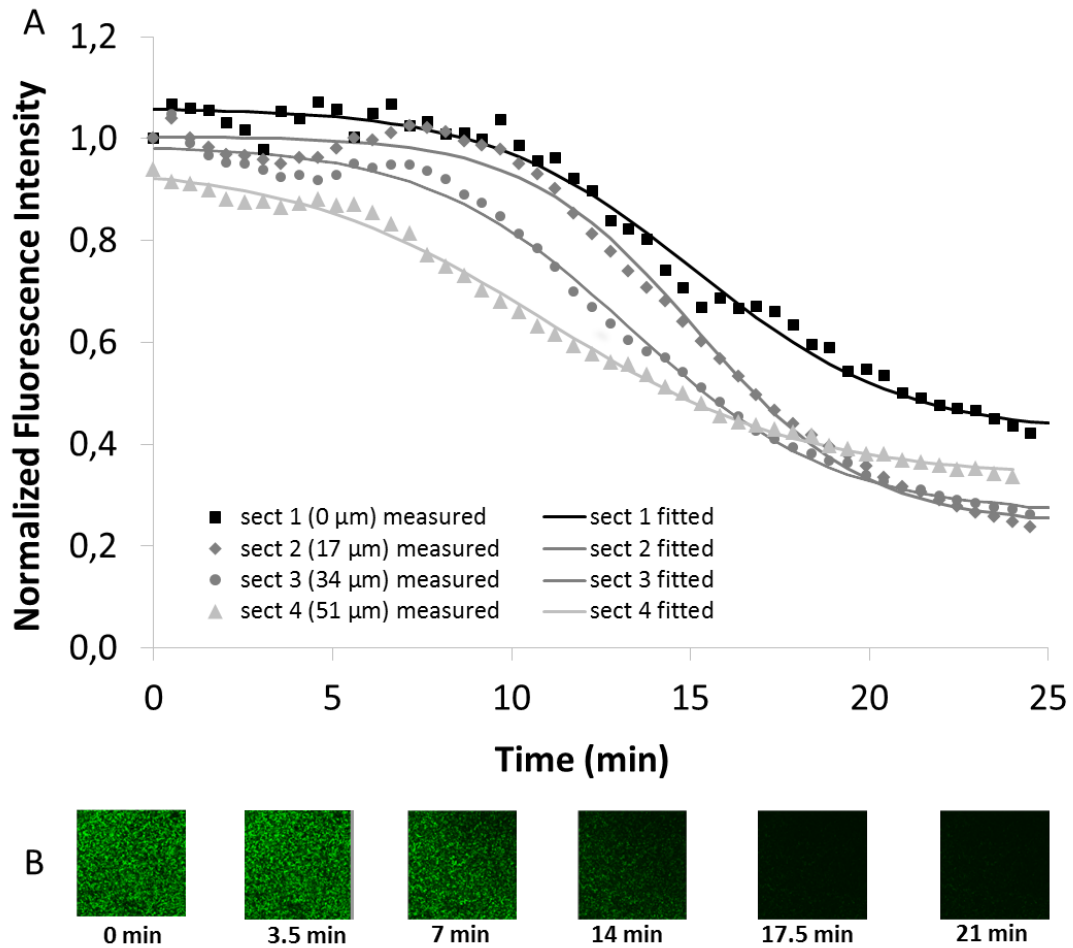 A
Normalized Fluorescence Intensity
1,2
1,0
0,8
0,6
0,4
0,2
0,0
sect 1 (0 µm) measured
sect 1 fitted
sect 2 (17 µm) measured
sect 2 fitted
sect 3 (34 µm) measured
sect 3 fitted
sect 4 (51 µm) measured
sect 4 fitted
0 5 10 15 20 25
Time (min)
B
0 min 3.5 min 7 min 14 min 17.5 min 21 min